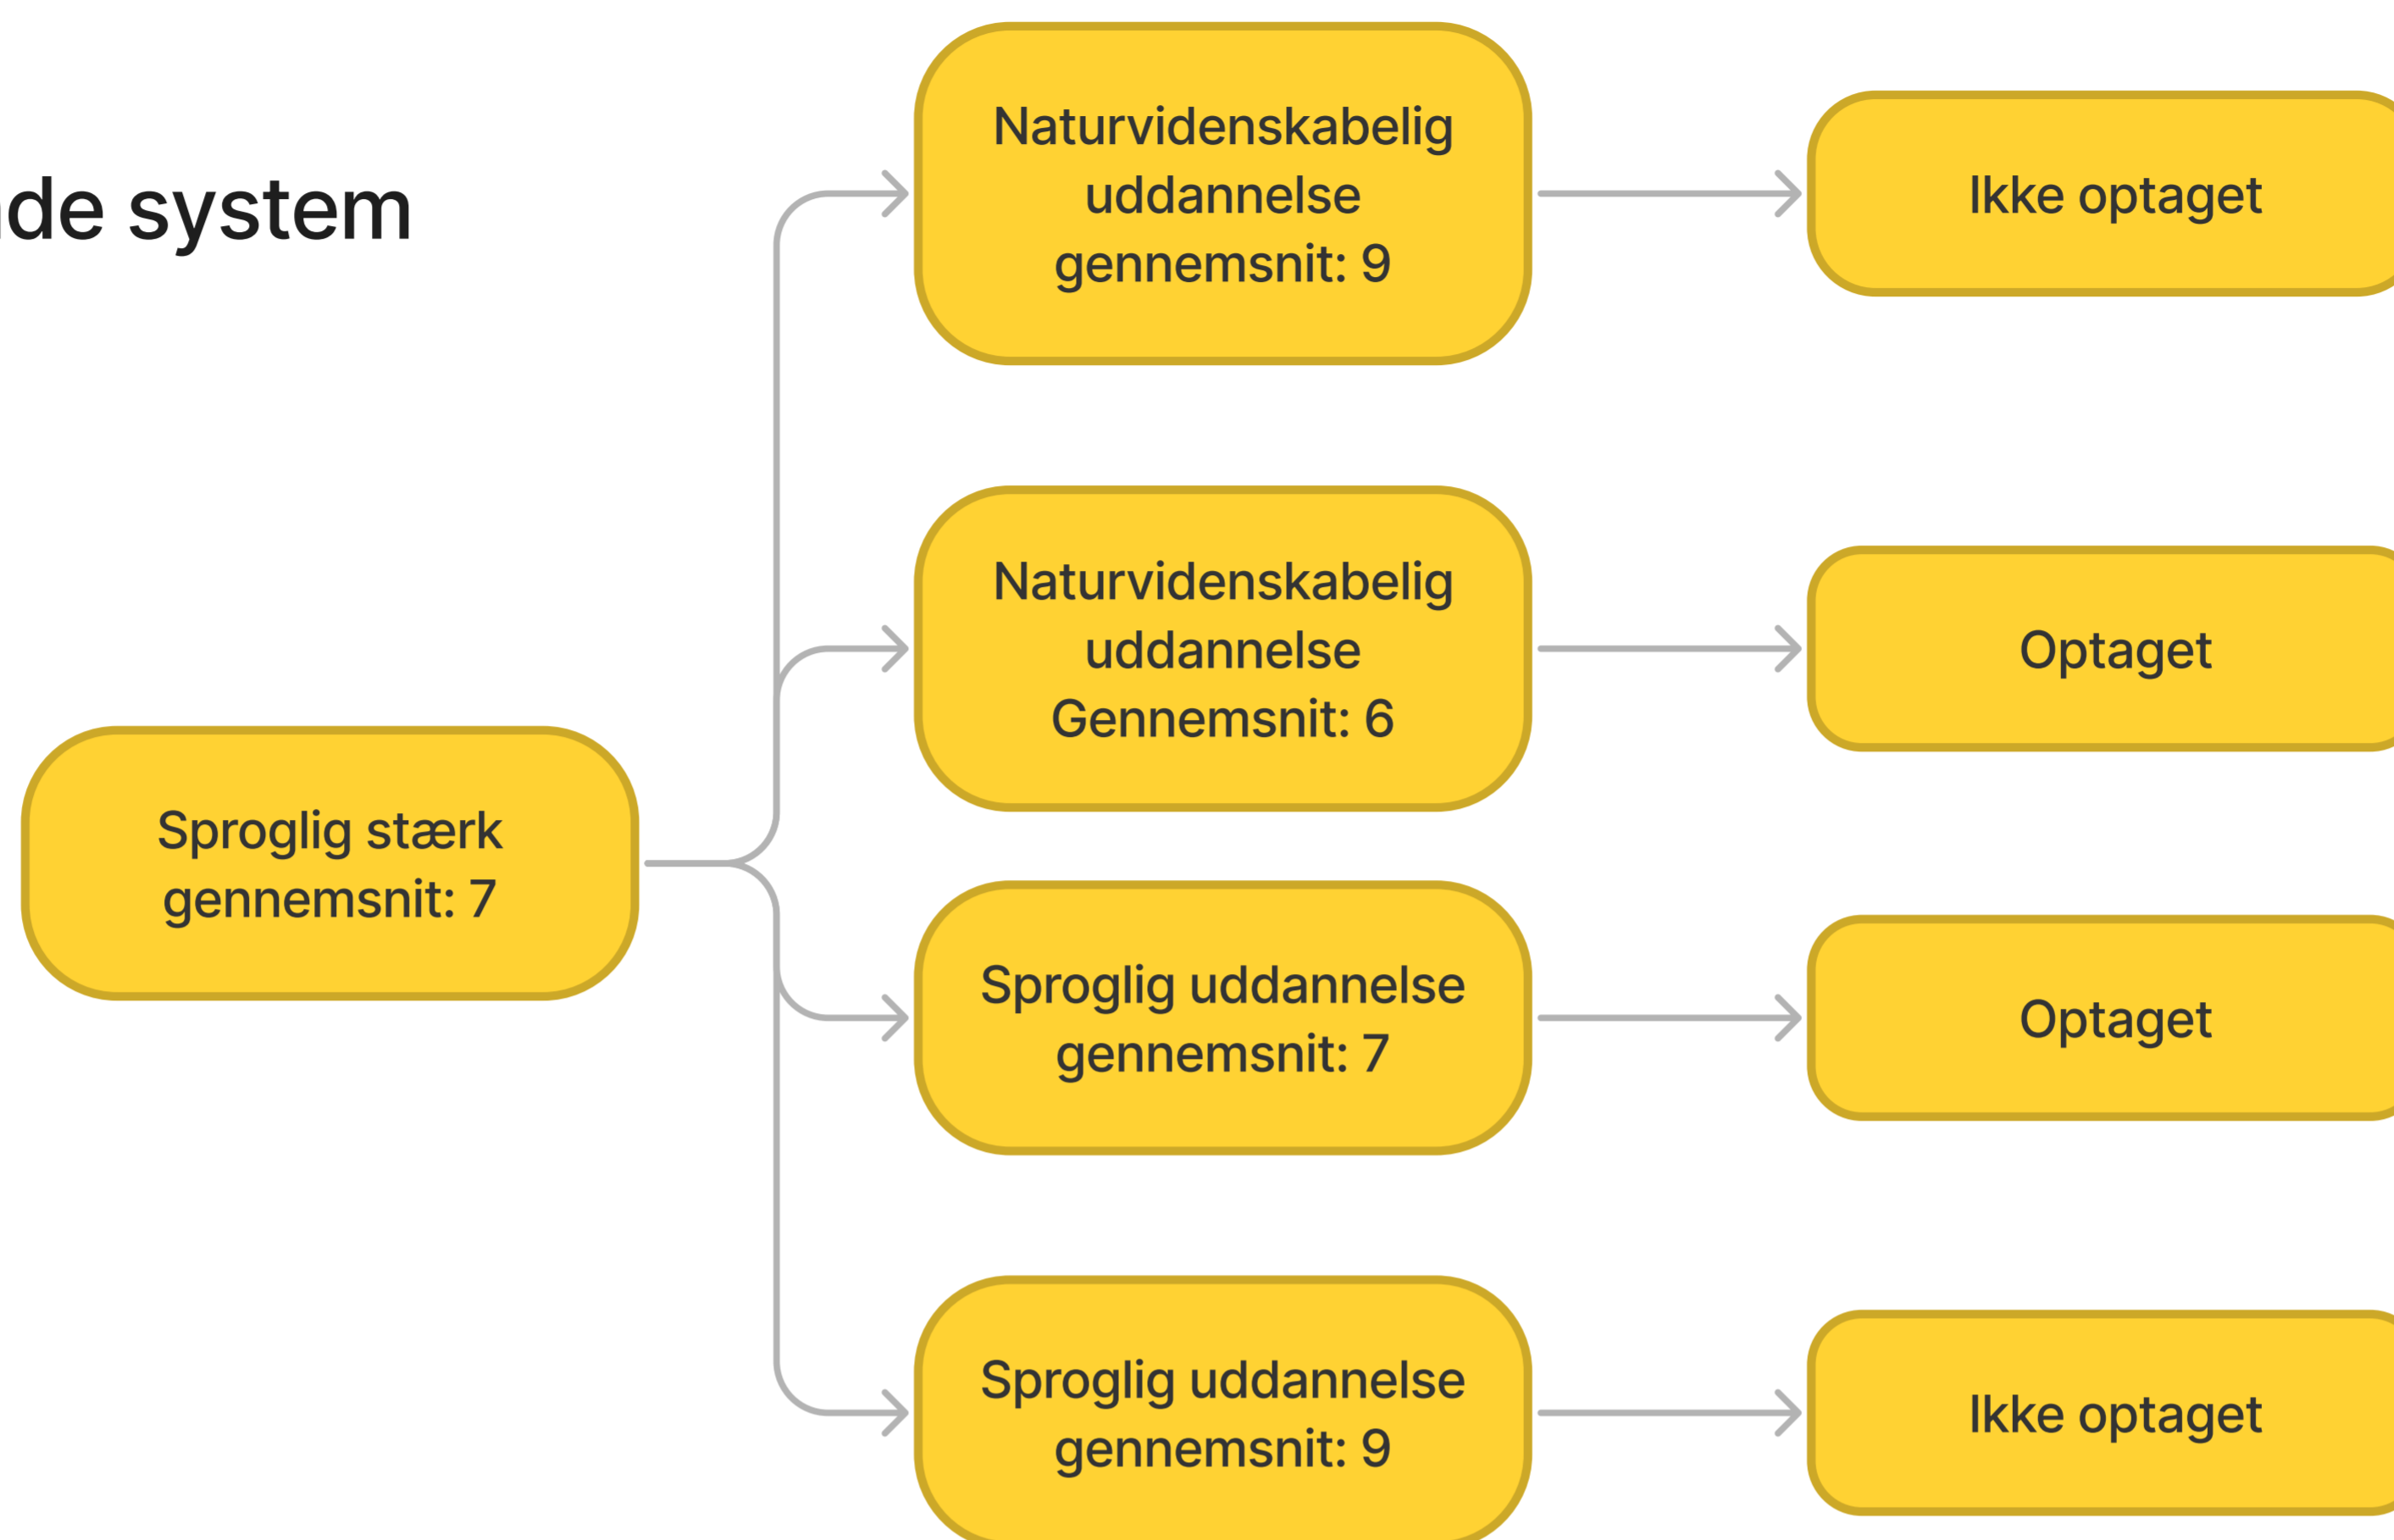 de system
Naturvidenskabelig
uddannelse
gennemsnit: 9
Ikke optaget
Naturvidenskabelig
uddannelse
Gennemsnit: 6
Optaget
Sproglig stærk
gennemsnit: 7
Sproglig uddannelse
gennemsnit: 7
Optaget
Sproglig uddannelse
gennemsnit: 9
Ikke optaget